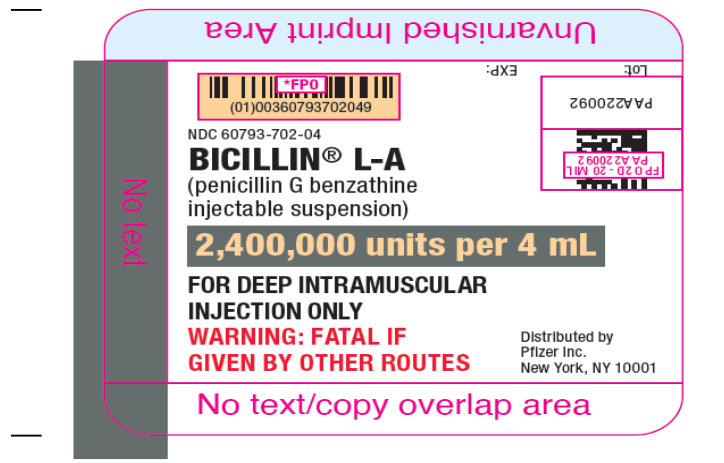 Unvarnished Imprint Area
EXP:
Lot:
*FPO
(01)00360793702049
PAA220092
NDC 60793-702-04
BICILLIN® L-A
(penicillin G benzathine
injectable suspension)
FPO 2D - 20 MIL
PAA220092
No text
2,400,000 units per 4 mL
FOR DEEP INTRAMUSCULAR
INJECTION ONLY
WARNING: FATAL IF
GIVEN BY OTHER ROUTES
Distributed by
Pfizer Inc.
New York, NY 10001
No text/copy overlap area